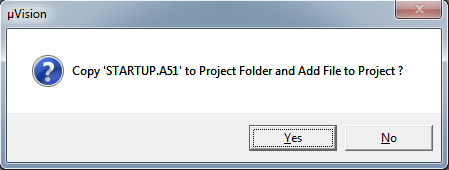 µVision
Copy 'STARTUP.A51' to Project Folder and Add File to Project ?
Yes
No